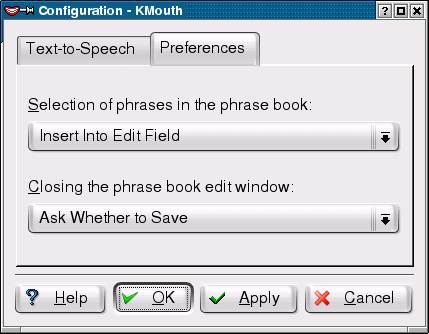 Configuration - KMouth
Text-to-Speech Preferences
Selection of phrases in the phrase book:
Insert Into Edit Field
Closing the phrase book edit window:
Ask Whether to Save
Help OK Apply Cancel